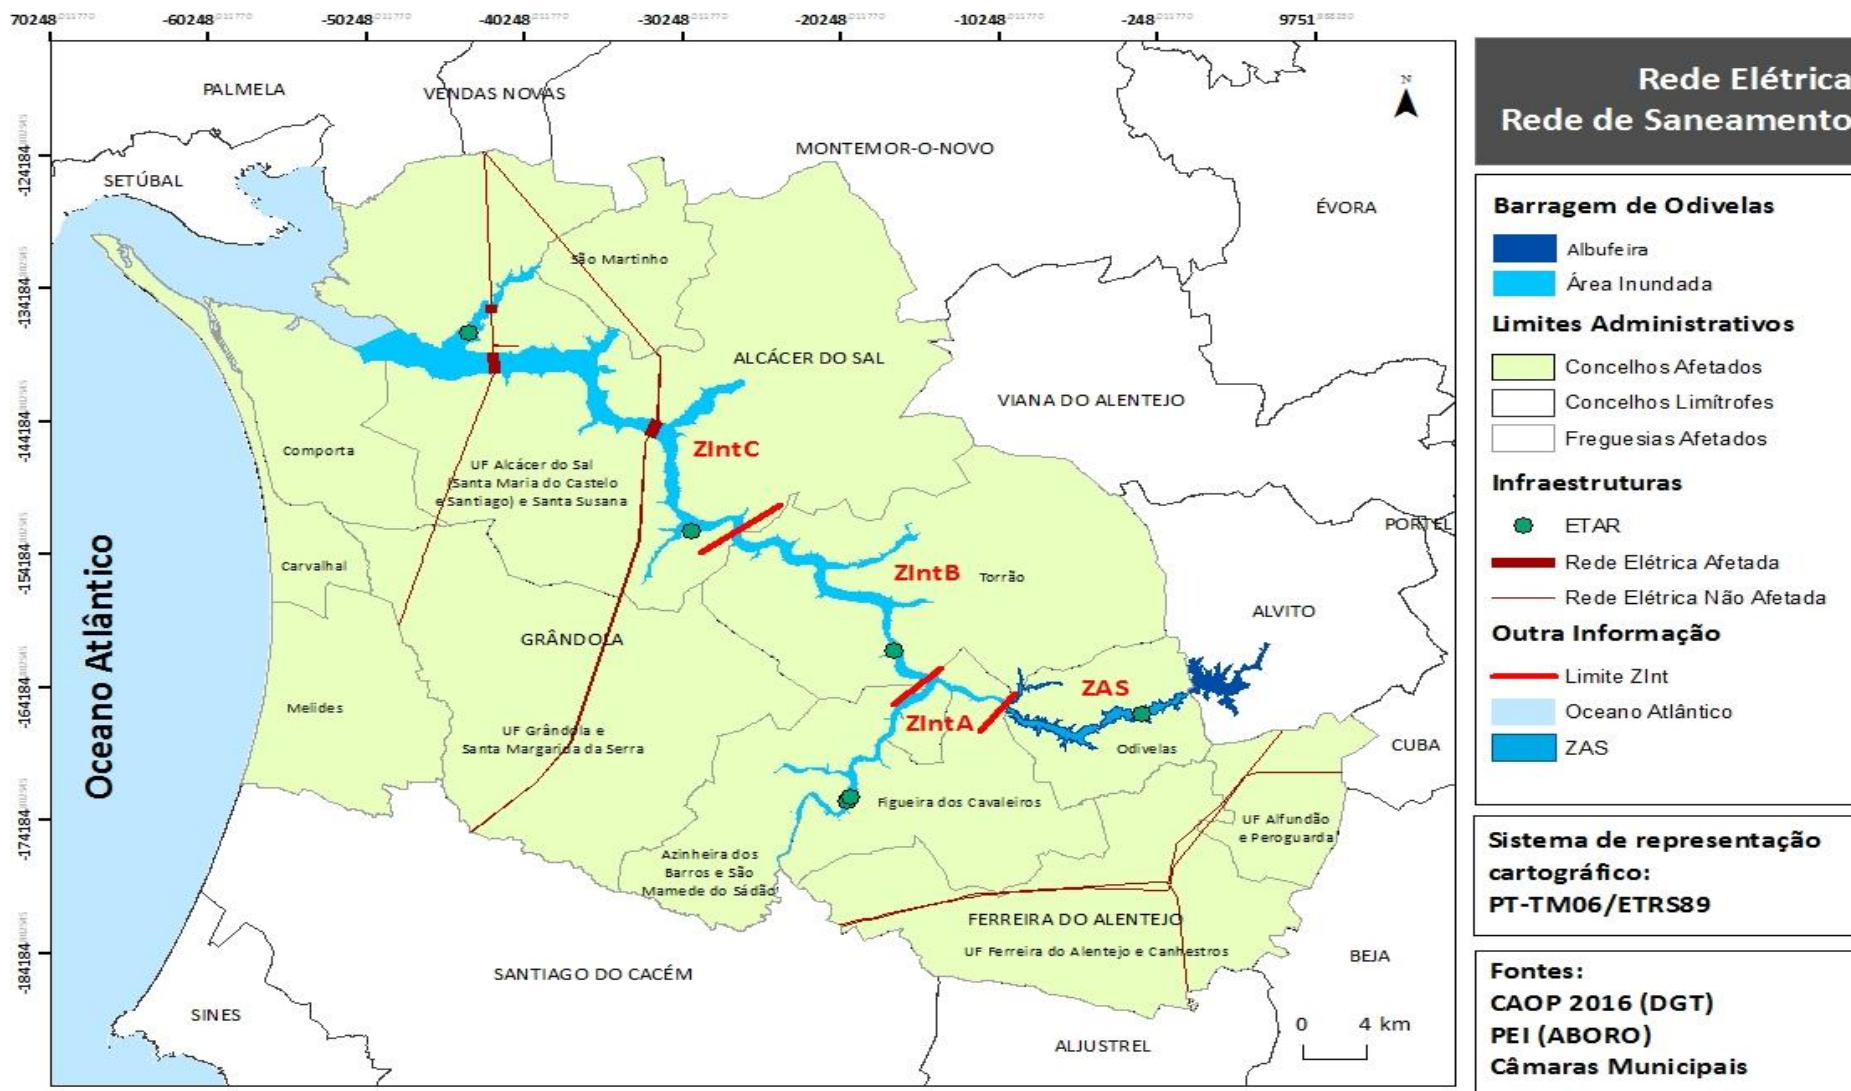 70248 -60248 -50248 -40248 -30248 -20248 -10248 -248 9751
-124184
-134184
-144184
-154184
-164184
-174184
-184184
PALMELA
VENDAS NOVAS
MONTEMOR-O-NOVO
SETÚBAL
ÉVORA
N
São Martinho
ALCÁCER DO SAL
VIANA DO ALENTEJO
Comporta
ZIntC
UF Alcácer do Sal
(Santa Maria do Castelo
e Santiago) e Santa Susana
PORTEL
Carvalhal
ZIntB
Torrão
ALVITO
GRÂNDOLA
Oceano Atlântico
Melides
ZAS
UF Grândola e
Santa Margarida da Serra
ZIntA
Odivelas
CUBA
Figueira dos Cavaleiros
UF Alfundão
e Peroguarda
Azinheira dos
Barros e São
Mamede do Sádão
FERREIRA DO ALENTEJO
UF Ferreira do Alentejo e Canhestros
BEJA
SANTIAGO DO CACÉM
SINES
ALJUSTREL
0 4 km
Rede Elétrica
Rede de Saneamento
Barragem de Odivelas
Albufeira
Área Inundada
Limites Administrativos
Concelhos Afetados
Concelhos Limítrofes
Freguesias Afetados
Infraestruturas
ETAR
Rede Elétrica Afetada
Rede Elétrica Não Afetada
Outra Informação
Limite ZInt
Oceano Atlântico
ZAS
Sistema de representação
cartográfico:
PT-TM06/ETRS89
Fontes:
CAOP 2016 (DGT)
PEI (ABORO)
Câmaras Municipais